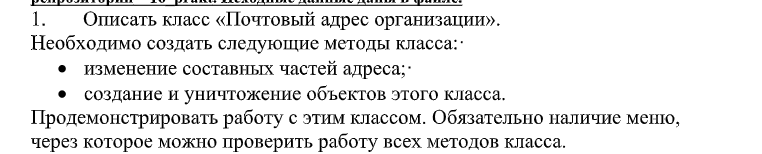 1. Описать класс «Почтовый адрес организации».
Необходимо создать следующие методы класса:·
• изменение составных частей адреса;·
• создание и уничтожение объектов этого класса.
Продемонстрировать работу с этим классом. Обязательно наличие меню,
через которое можно проверить работу всех методов класса.